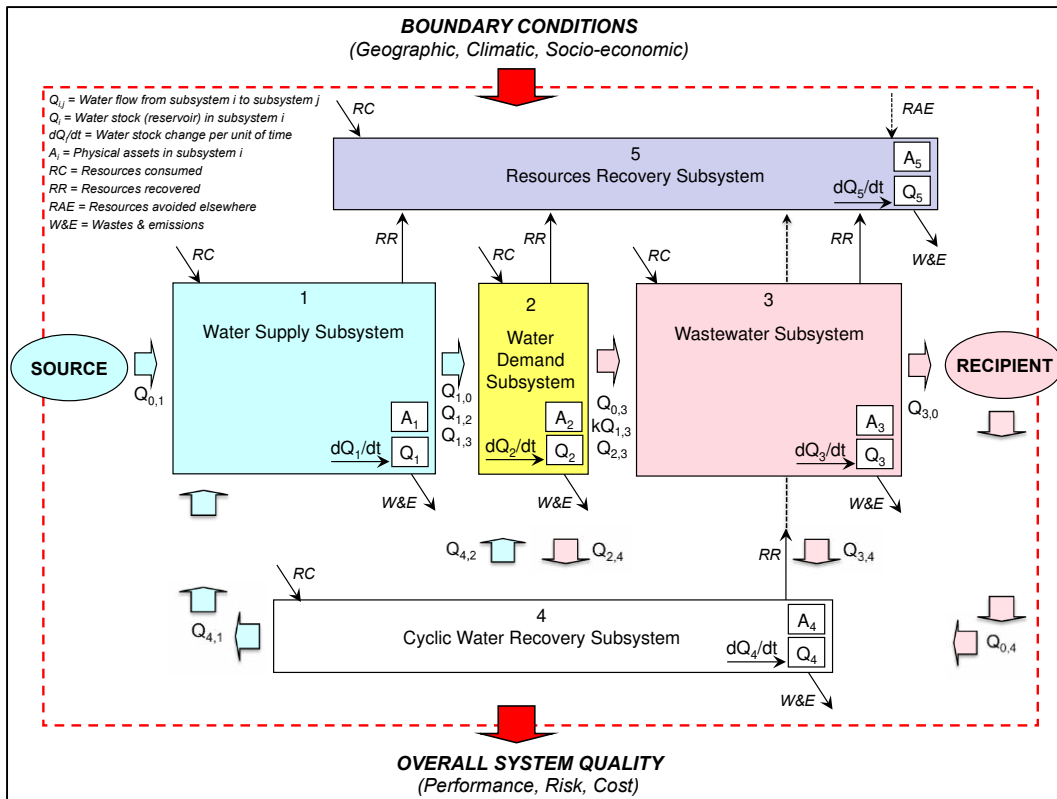 BOUNDARY CONDITIONS
(Geographic, Climatic, Socio-economic)
Qi,j = Water flow from subsystem i to subsystem j
Qi = Water stock (reservoir) in subsystem i
dQi/dt = Water stock change per unit of time
Ai = Physical assets in subsystem i
RC = Resources consumed
RR = Resources recovered
RAE = Resources avoided elsewhere
W&E = Wastes & emissions
RC
RAE
5
Resources Recovery Subsystem
A5
dQ5/dt
Q5
W&E
RR
RR
RR
RC
RC
RC
1
Water Supply Subsystem
A1
dQ1/dt
Q1
W&E
2
Water
Demand
Subsystem
A2
dQ2/dt
Q2
W&E
3
Wastewater Subsystem
A3
dQ3/dt
Q3
W&E
SOURCE
Q0,1
Q1,0
Q1,2
Q1,3
Q0,3
kQ1,3
Q2,3
RECIPIENT
Q3,0
Q4,2
Q2,4
RR
Q3,4
RC
4
Cyclic Water Recovery Subsystem
A4
dQ4/dt
Q4
W&E
Q4,1
Q0,4
OVERALL SYSTEM QUALITY
(Performance, Risk, Cost)